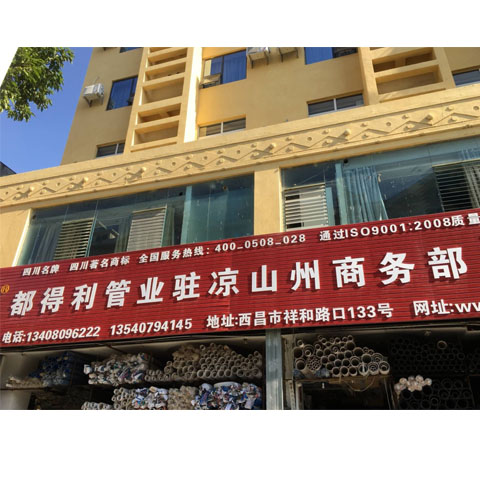 四川名牌 四川著名商标 全国服务热线：400_0508_028 通过ISO9001:2008质量
都得利管业驻凉山州商务部
电话:13408096222 13540794145 地址:西昌市祥和路口133号 网址:ww